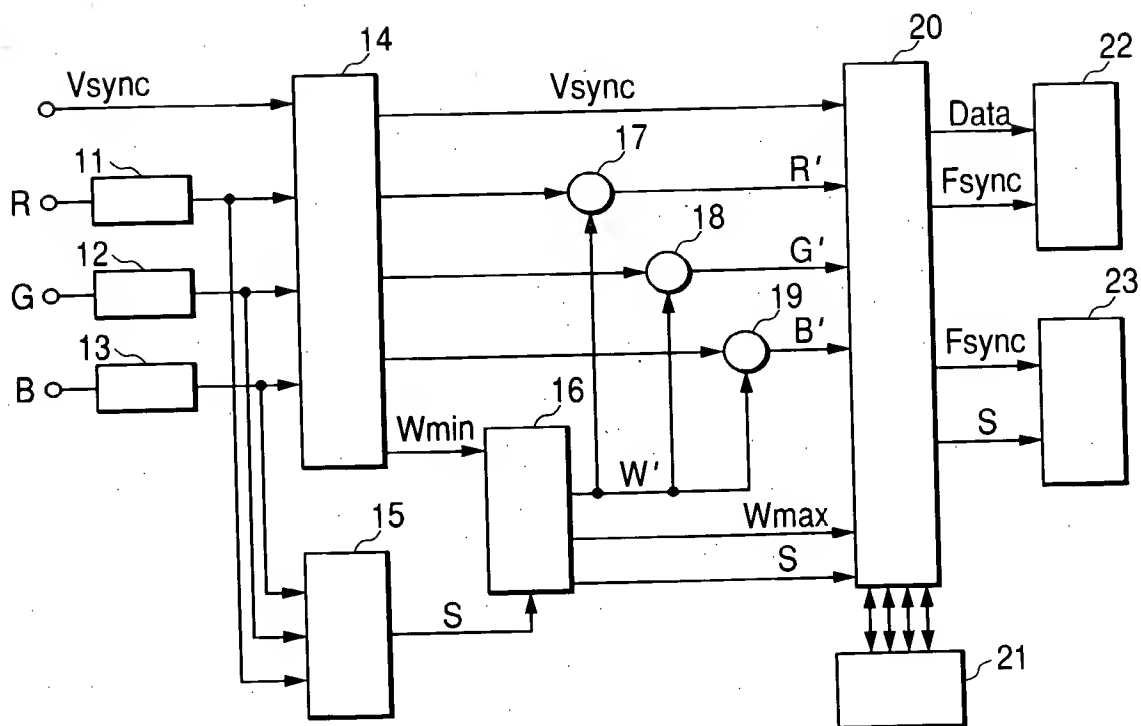 14
20
22
Vsync
Vsync
Data
11
17
R
R'
Fsync
12
18
G
G'
23
13
19
B
B'
Fsync
16
Wmin
S
W'
15
Wmax
S
S
21